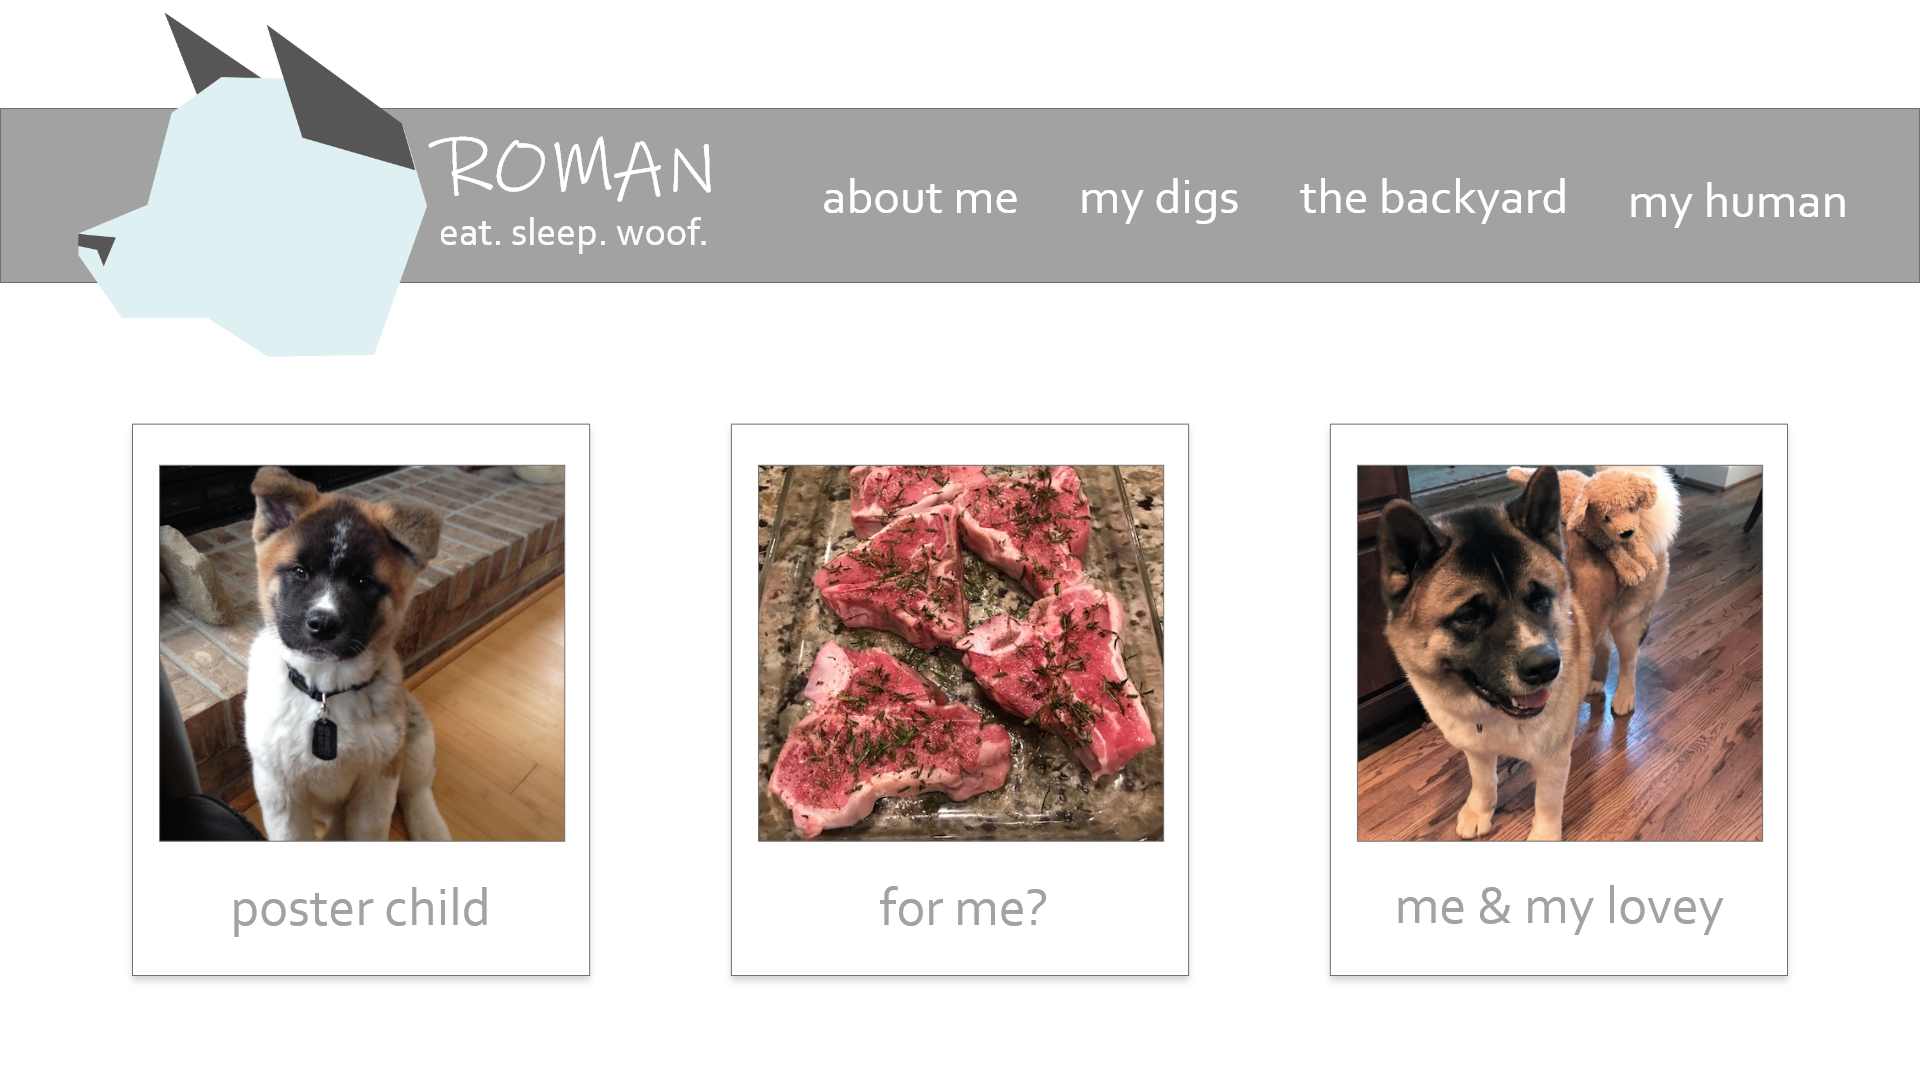 ROMAN
eat. sleep. woof.
about me my digs the backyard my human
poster child
for me?
me & my lovey